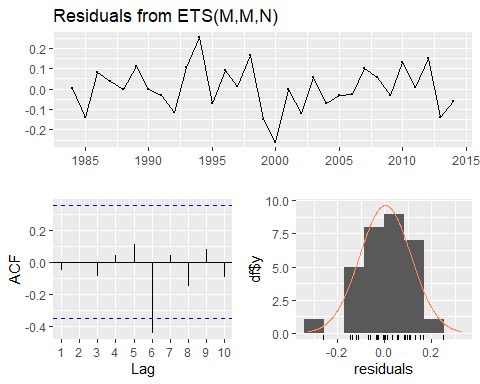 Residuals from ETS(M,M,N)
0.2
0.1
0.0
-0.1
-0.2
1985 1990 1995 2000 2005 2010 2015
ACF
0.2
0.0
-0.2
-0.4
1 2 3 4 5 6 7 8 9 10
Lag
df$y
10.0
7.5
5.0
2.5
0.0
-0.2 0.0 0.2
residuals